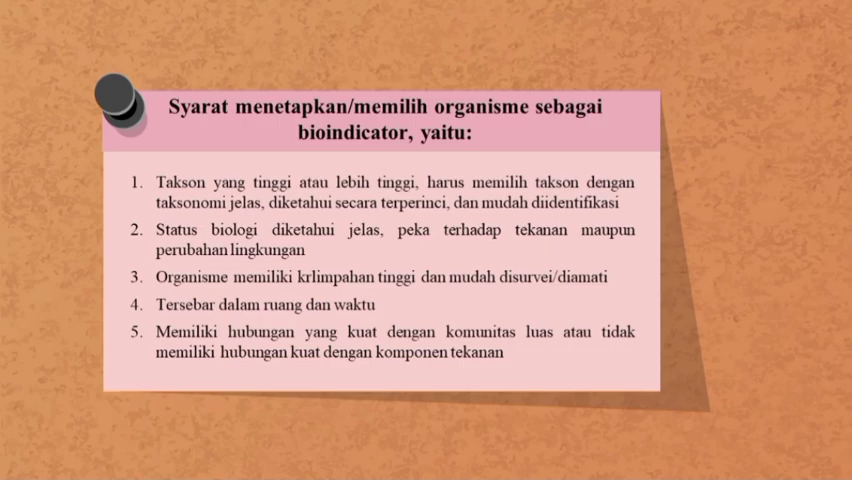 Syarat menetapkan/memilih organisme sebagai
bioindicator, yaitu:
1. Takson yang tinggi atau lebih tinggi, harus memilih takson dengan
taksonomi jelas, diketahui secara terperinci, dan mudah diidentifikasi
2. Status biologi diketahui jelas, peka terhadap tekanan maupun
perubahan lingkungan
3. Organisme memiliki krlimpahan tinggi dan mudah disurvei/diamati
4. Tersebar dalam ruang dan waktu
5. Memiliki hubungan yang kuat dengan komunitas luas atau tidak
memiliki hubungan kuat dengan komponen tekanan